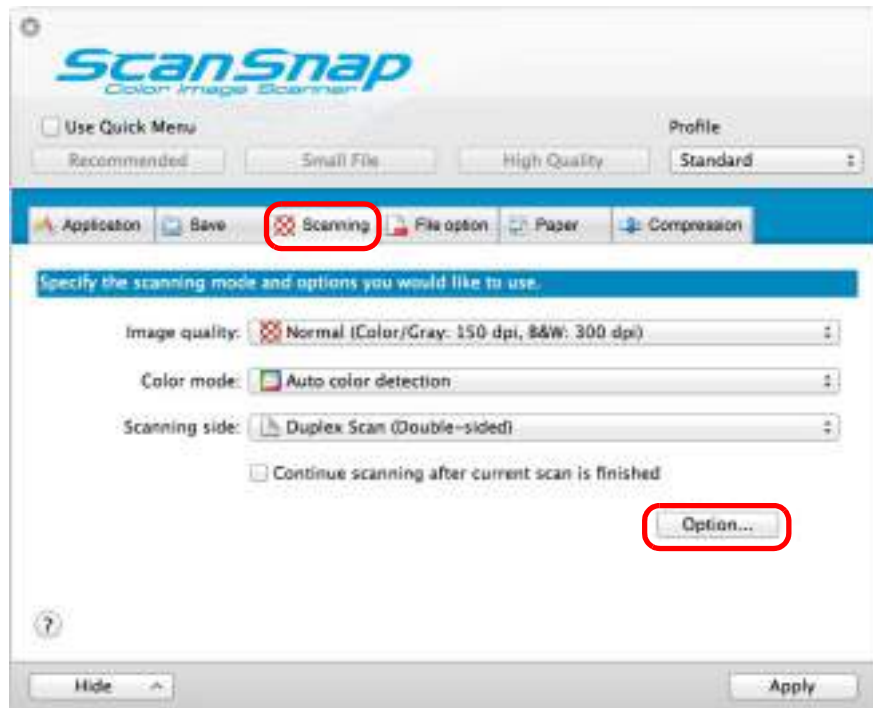 ScanSnap
Color Image Scanner
Use Quick Menu
Profile
Recommended Small File High Quality Standard
Application Save Scanning File option Paper Compression
Specify the scanning mode and options you would like to use.
Image quality: Normal (Color/Gray: 150 dpi, B&W: 300 dpi)
Color mode: Auto color detection
Scanning side: Duplex Scan (Double-sided)
Continue scanning after current scan is finished
Option...
?
Hide Apply